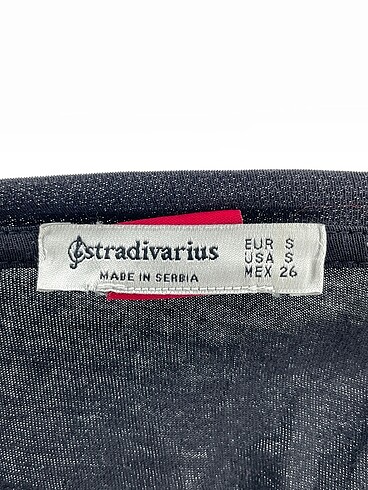 stradivarius
MADE IN SERBIA
EUR S
USA S
MEX 26